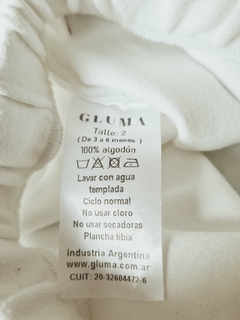 GLUMA
Talle: 2
( De 3 a 6 meses )
100% algodón
Lavar con agua
templada
Ciclo normal
No usar cloro
No usar secadoras
Plancha tibia
Industria Argentina
www.gluma.com.ar
CUIT: 20-32604472-6